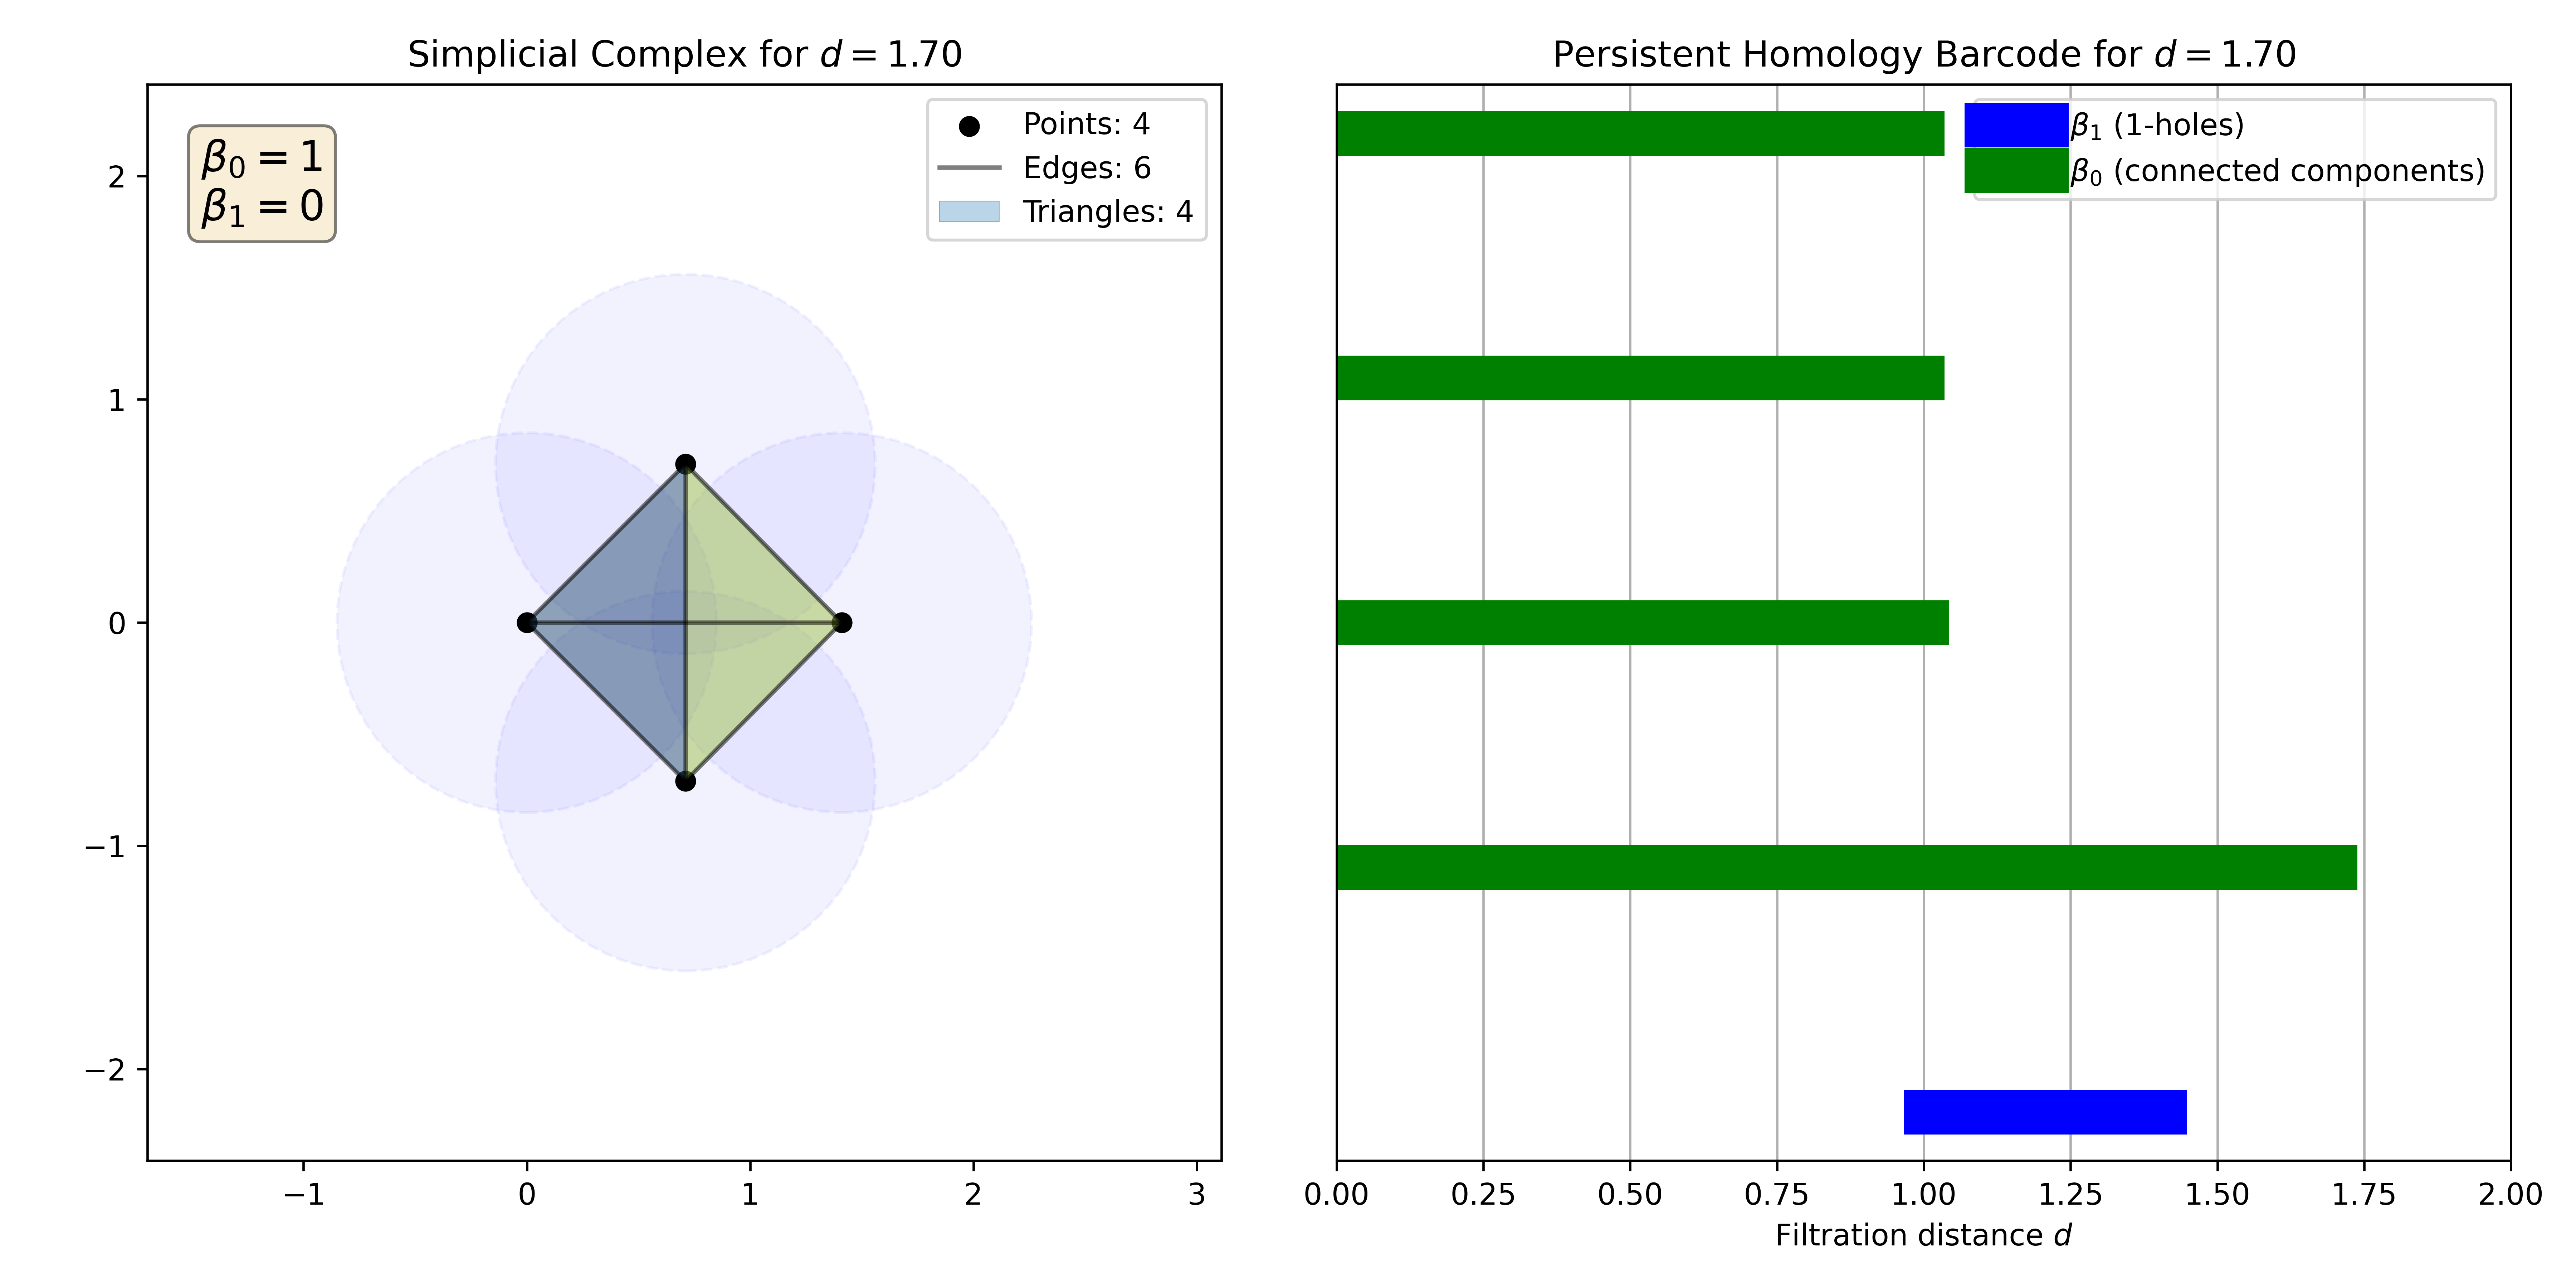 Simplicial Complex for d = 1.70
β₀ = 1
β₁ = 0
Points: 4
Edges: 6
Triangles: 4
2
1
0
−1
−2
−1
0
1
2
3
Persistent Homology Barcode for d = 1.70
β₁ (1-holes)
β₀ (connected components)
0.00
0.25
0.50
0.75
1.00
1.25
1.50
1.75
2.00
Filtration distance d